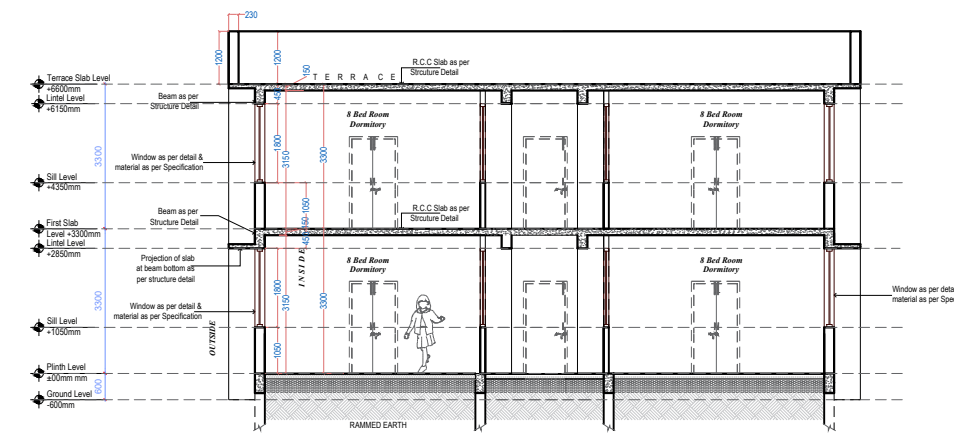 230
1200
1200
150
R.C.C Slab as per
Strcuture Detail
T E R R A C E
Terrace Slab Level
+6600mm
Lintel Level
+6150mm
Beam as per
Structure Detail
450
8 Bed Room
Dormitory
8 Bed Room
Dormitory
1800
3150
3300
3300
Window as per detail &
material as per Specification
Sill Level
+4350mm
1050
Beam as per
Structure Detail
R.C.C Slab as per
Strcuture Detail
First Slab
Level +3300mm
Lintel Level
+2850mm
150
450
Projection of slab
at beam bottom as
per structure detail
INSIDE
8 Bed Room
Dormitory
8 Bed Room
Dormitory
1800
3150
3300
3300
Window as per detail &
material as per Specification
Window as per deta
material as per Spec
Sill Level
+1050mm
OUTSIDE
1050
Plinth Level
±00mm mm
600
Ground Level
-600mm
RAMMED EARTH